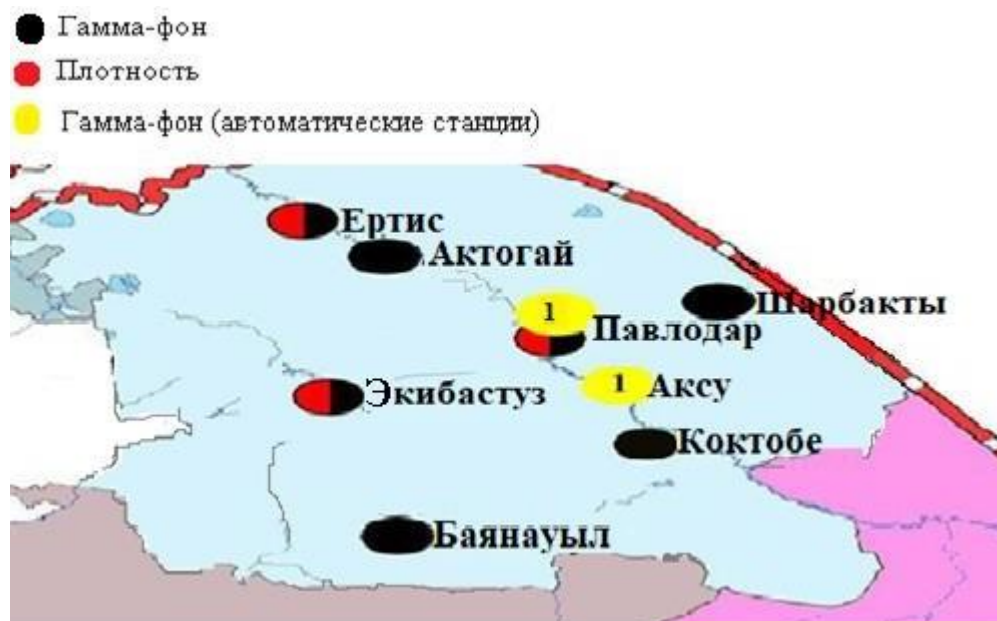 Гамма-фон
Плотность
Гамма-фон (автоматические станции)
Ертис
Актогай
Шарбакты
1
Павлодар
1
Аксу
Экибастуз
Коктобе
Баянауыл